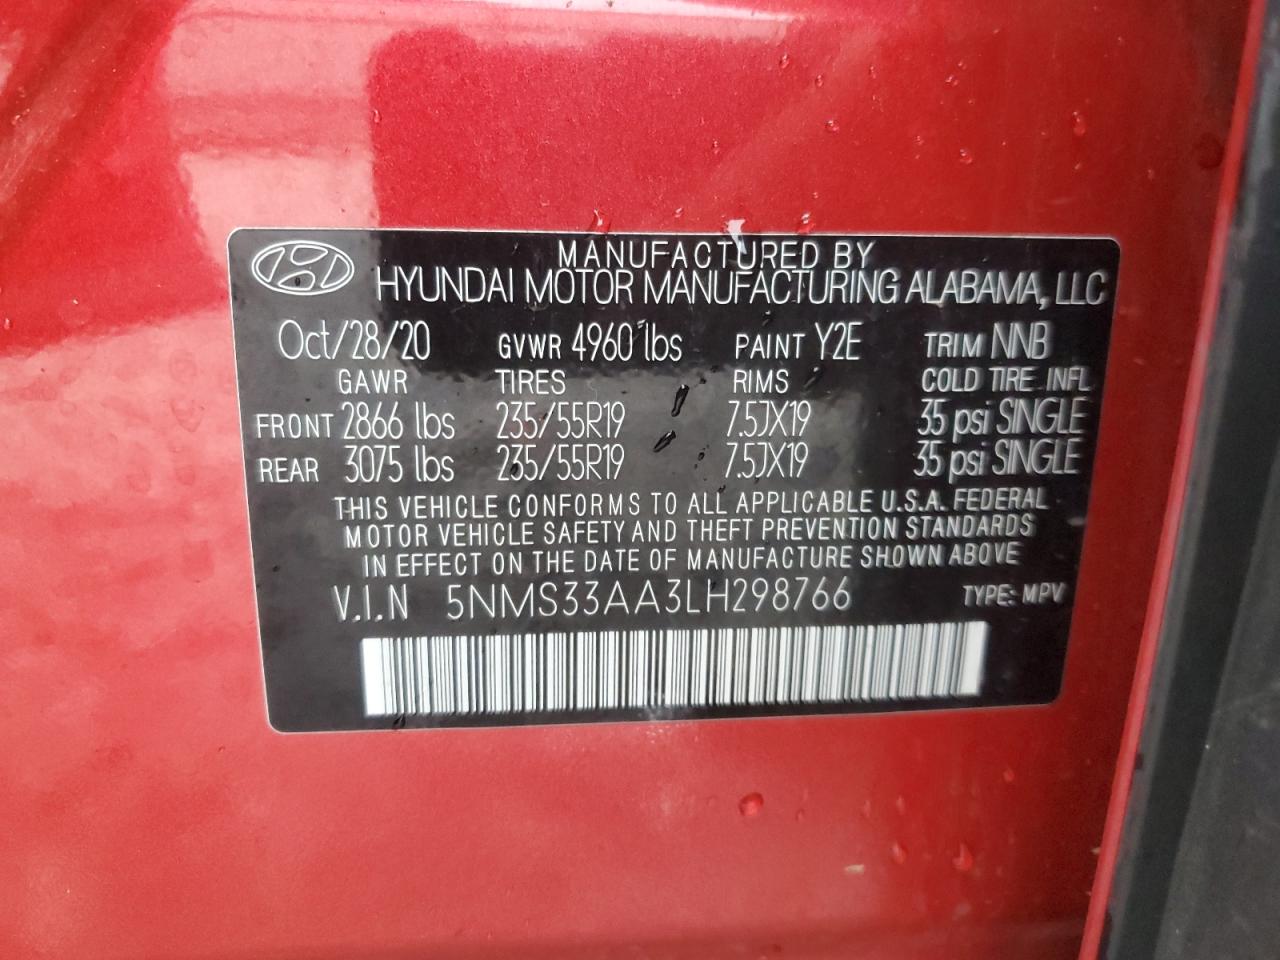 MANUFACTURED BY
HYUNDAI MOTOR MANUFACTURING ALABAMA, LLC
Oct/28/20 GVWR 4960 lbs PAINT Y2E TRIM NNB
GAWR TIRES RIMS COLD TIRE INFL
FRONT 2866 lbs 235/55R19 7.5JX19 35 psi SINGLE
REAR 3075 lbs 235/55R19 7.5JX19 35 psi SINGLE
THIS VEHICLE CONFORMS TO ALL APPLICABLE U.S.A. FEDERAL
MOTOR VEHICLE SAFETY AND THEFT PREVENTION STANDARDS
IN EFFECT ON THE DATE OF MANUFACTURE SHOWN ABOVE
V.I.N 5NMS33AA3LH298766 TYPE: MPV